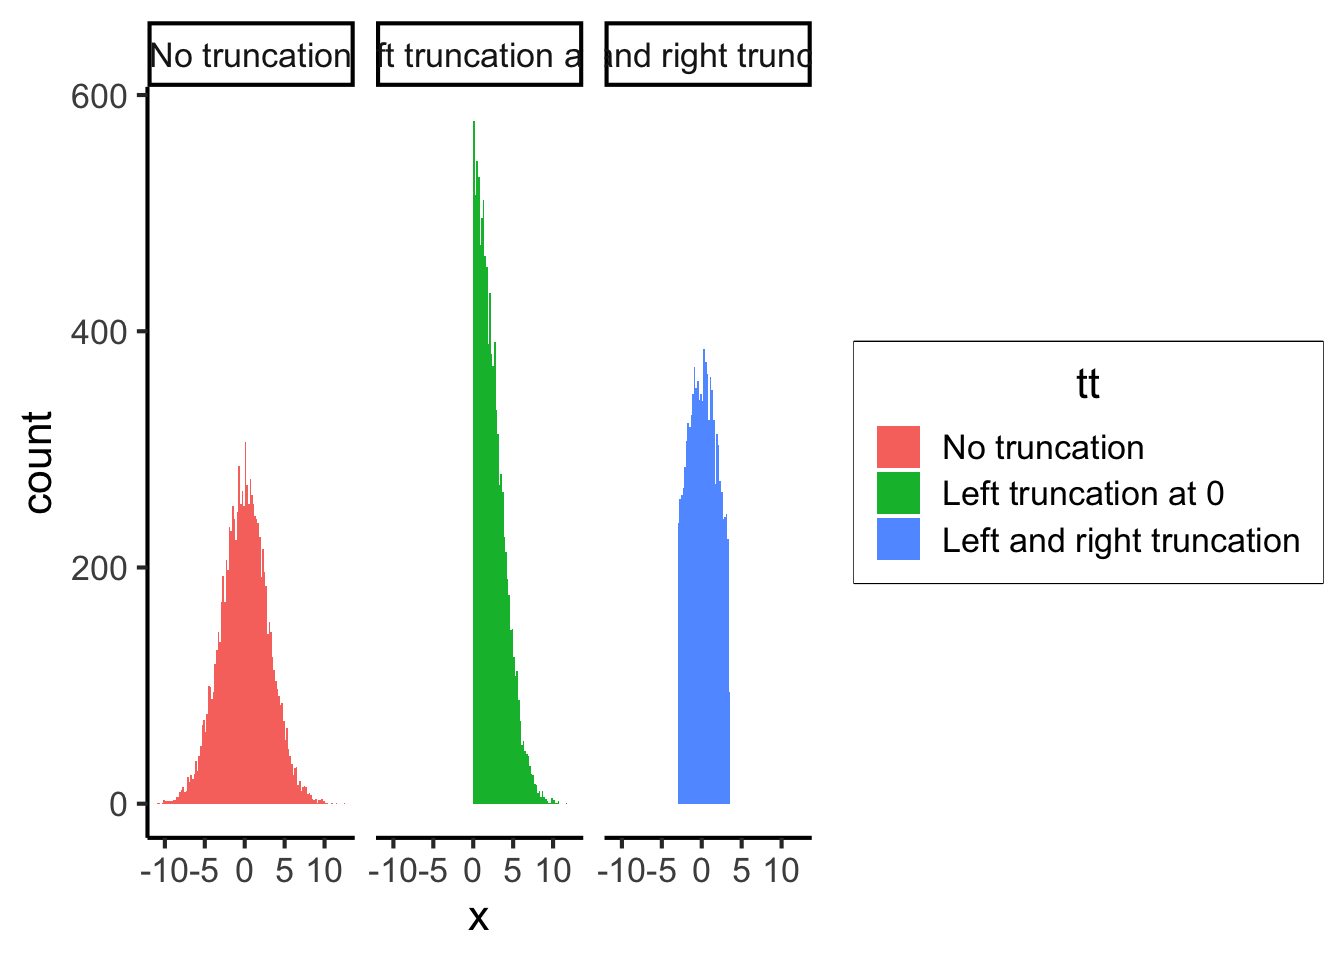 No truncation
ft truncation a
and right trunc
600
400
200
0
count
-10 -5 0 5 10
-10 -5 0 5 10
-10 -5 0 5 10
x
tt
No truncation
Left truncation at 0
Left and right truncation